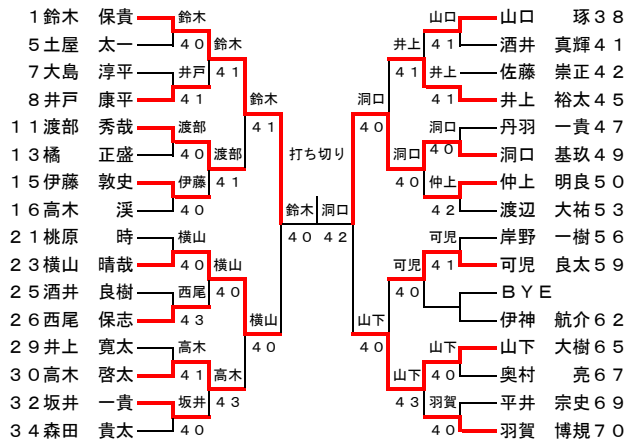 1鈴木　保貴 鈴木 山口 山口　　琢38
5土屋　太一 40 鈴木 井上 41 酒井　真輝41
7大島　淳平 井戸 41 41 井上 佐藤　崇正42
8井戸　康平 41 鈴木 洞口 41 井上　裕太45
11渡部　秀哉 渡部 41 40 洞口 丹羽　一貴47
13橘　　正盛 40 渡部 打ち切り 洞口 40 洞口　基玖49
15伊藤　敦史 伊藤 41 40 仲上 仲上　明良50
16高木　　渓 40 鈴木 洞口 42 渡辺　大祐53
21桃原　　時 横山 40 42 可児 岸野　一樹56
23横山　晴哉 40 横山 可児 41 可児　良太59
25酒井　良樹 西尾 40 40 ＢＹＥ
26西尾　保志 43 横山 山下 伊神　航介62
29井上　寛太 高木 40 40 山下 山下　大樹65
30高木　啓太 41 高木 山下 40 奥村　　亮67
32坂井　一貴 坂井 43 43 羽賀 平井　宗史69
34森田　貴太 40 40 羽賀　博規70